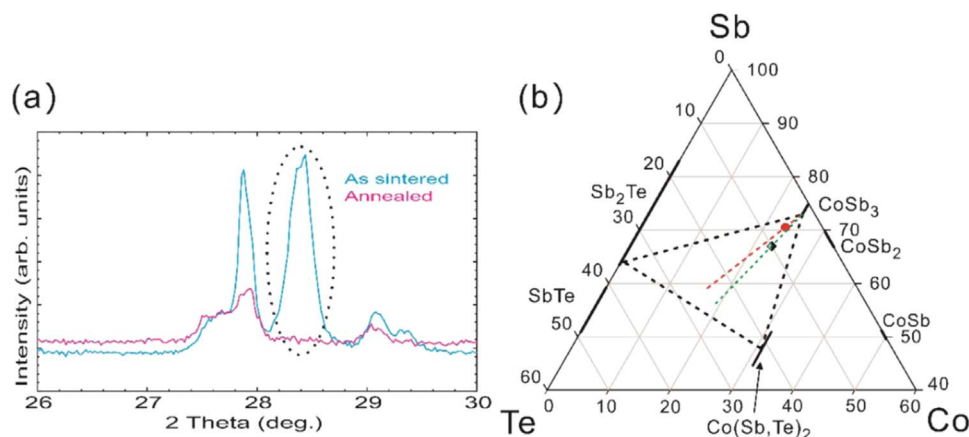 (a)
Intensity (arb. units)
As sintered
Annealed
26 27 28 29 30
2 Theta (deg.)
(b)
Sb
0 100
10 90
20 80
Sb2Te
CoSb3
30 70
CoSb2
40 60
SbTe
CoSb
50 50
60 40
0 10 20 30 40 50 60
Te
Co(Sb,Te)2
Co